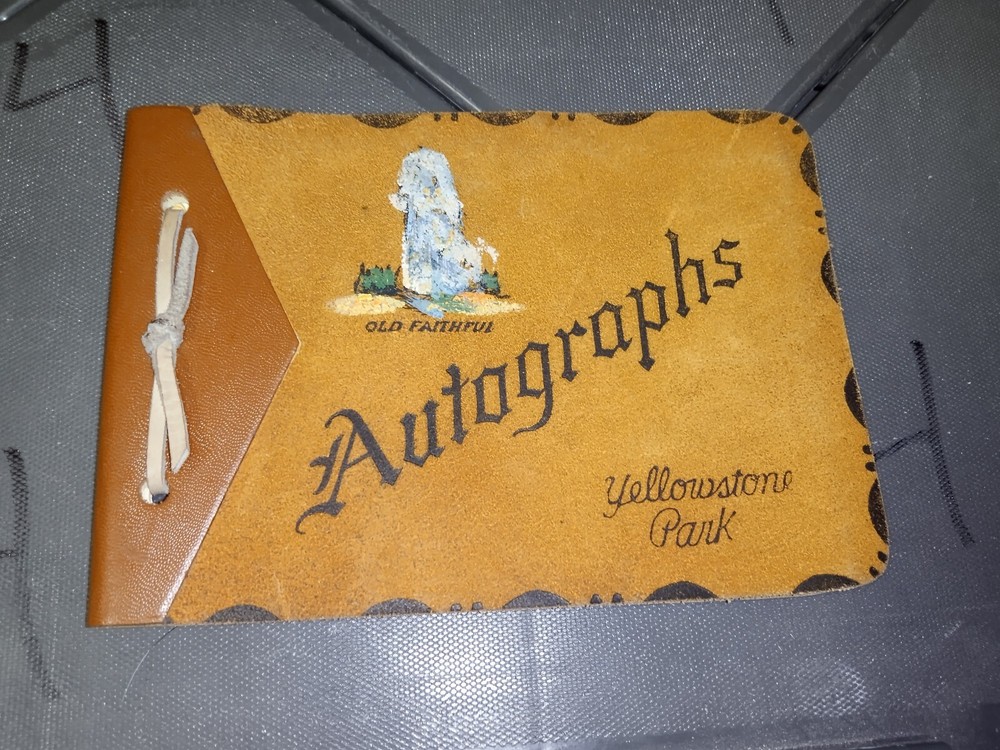 OLD FAITHFUL
Autographs
Yellowstone
Park